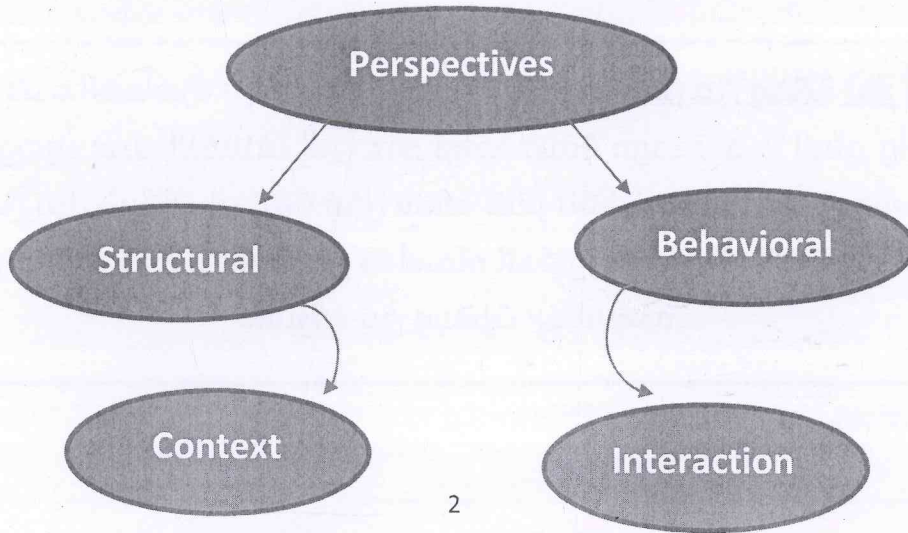 Perspectives
Structural
Behavioral
Context
Interaction
2